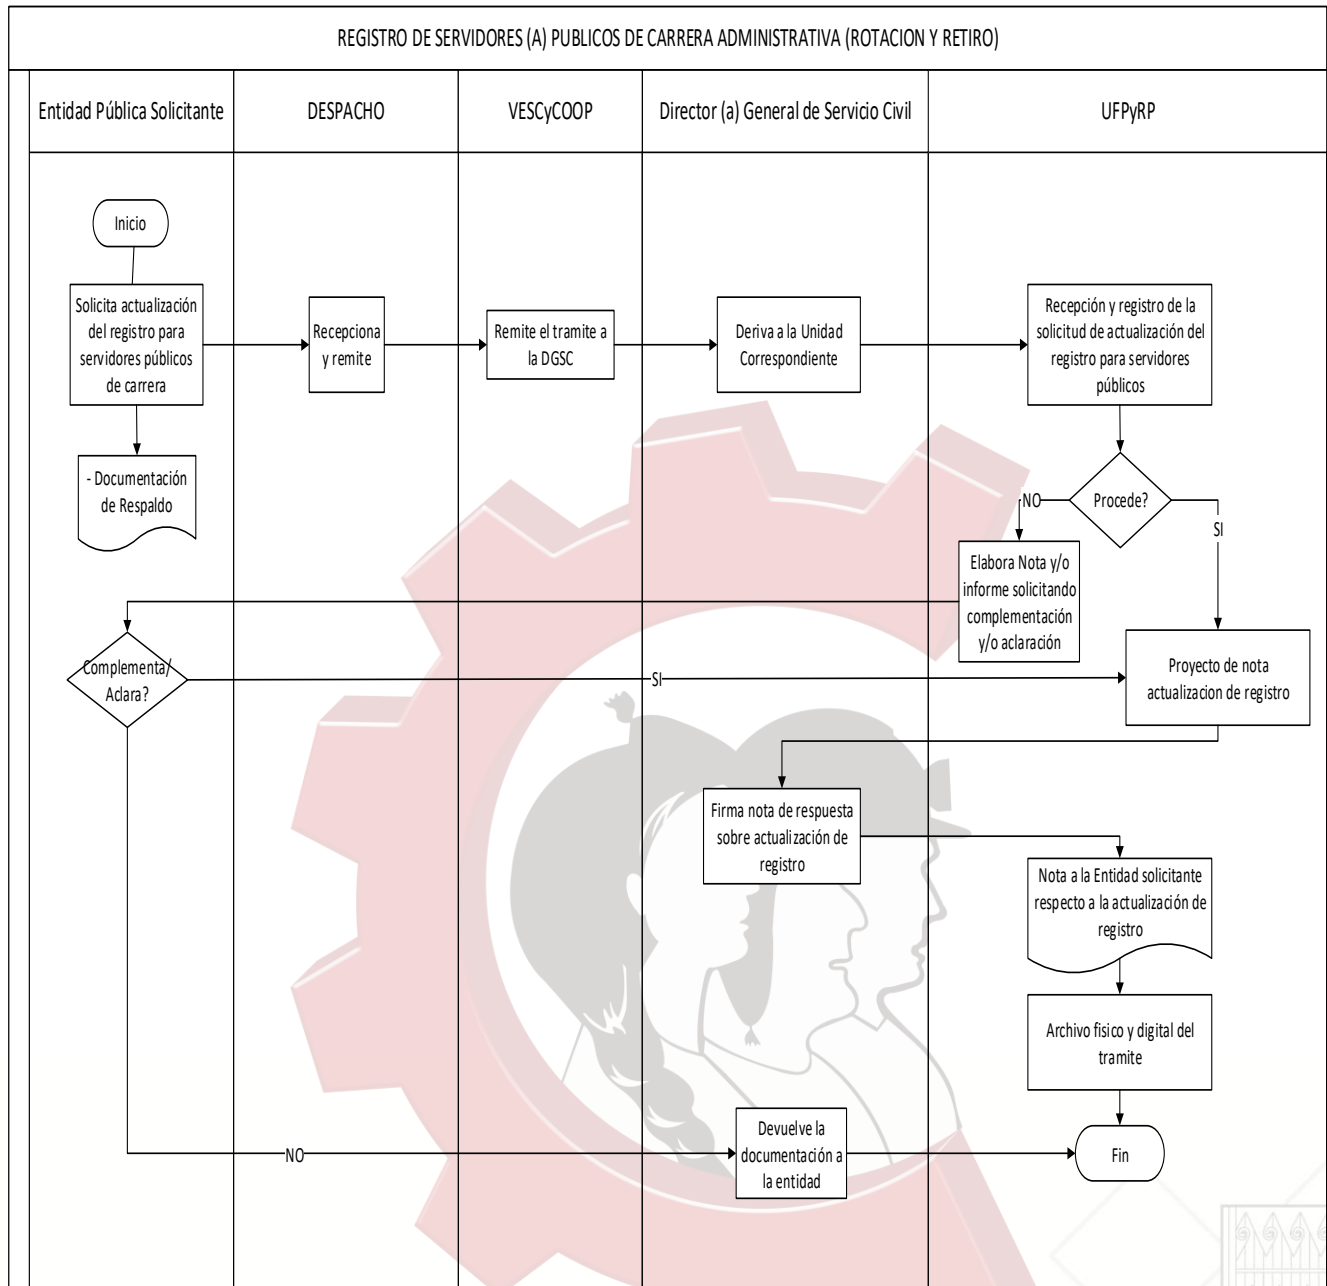 REGISTRO DE SERVIDORES (A) PUBLICOS DE CARRERA ADMINISTRATIVA (ROTACION Y RETIRO)
Entidad Pública Solicitante
DESPACHO
VESCyCOOP
Director (a) General de Servicio Civil
UFPyRP
Inicio
Solicita actualización
del registro para
servidores públicos
de carrera
Recepciona
y remite
Remite el tramite a
la DGSC
Deriva a la Unidad
Correspondiente
Recepción y registro de la
solicitud de actualización del
registro para servidores
públicos
- Documentación
de Respaldo
Procede?
NO
SI
Elabora Nota y/o
informe solicitando
complementación
y/o aclaración
Complementa/
Aclara?
SI
Proyecto de nota
actualizacion de registro
Firma nota de respuesta
sobre actualización de
registro
Nota a la Entidad solicitante
respecto a la actualización de
registro
Archivo fisico y digital del
tramite
NO
Devuelve la
documentación a
la entidad
Fin